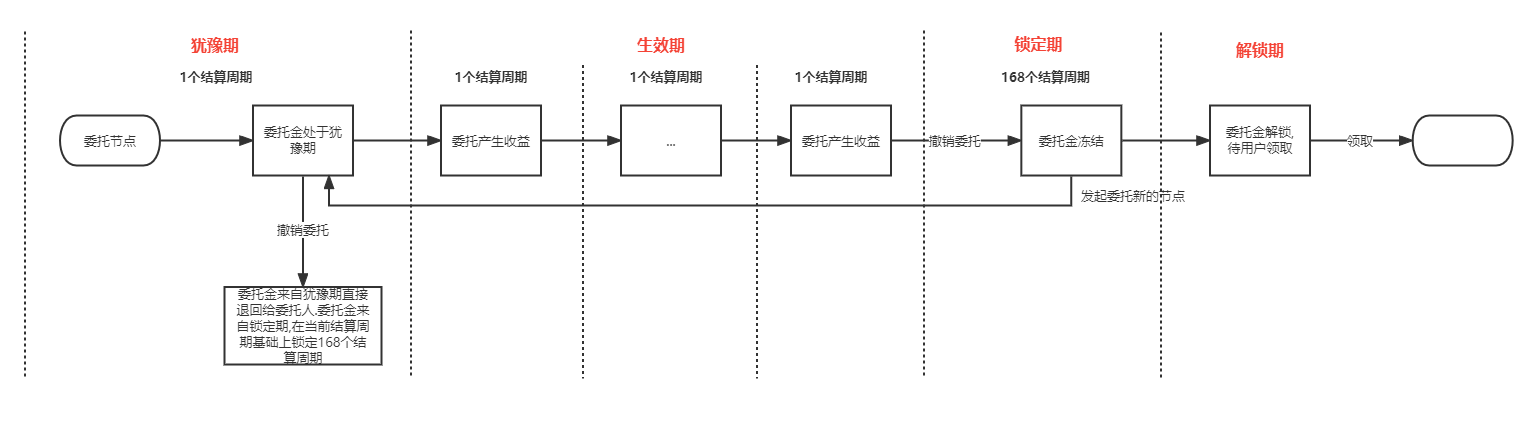 犹豫期
生效期
锁定期
解锁期
1个结算周期
1个结算周期
1个结算周期
1个结算周期
168个结算周期
委托节点
委托金处于犹
豫期
委托产生收益
...
委托产生收益
撤销委托
委托金冻结
委托金解锁,
待用户领取
领取
发起委托新的节点
撤销委托
委托金来自犹豫期直接
退回给委托人.委托金来
自锁定期,在当前结算周
期基础上锁定168个结
算周期